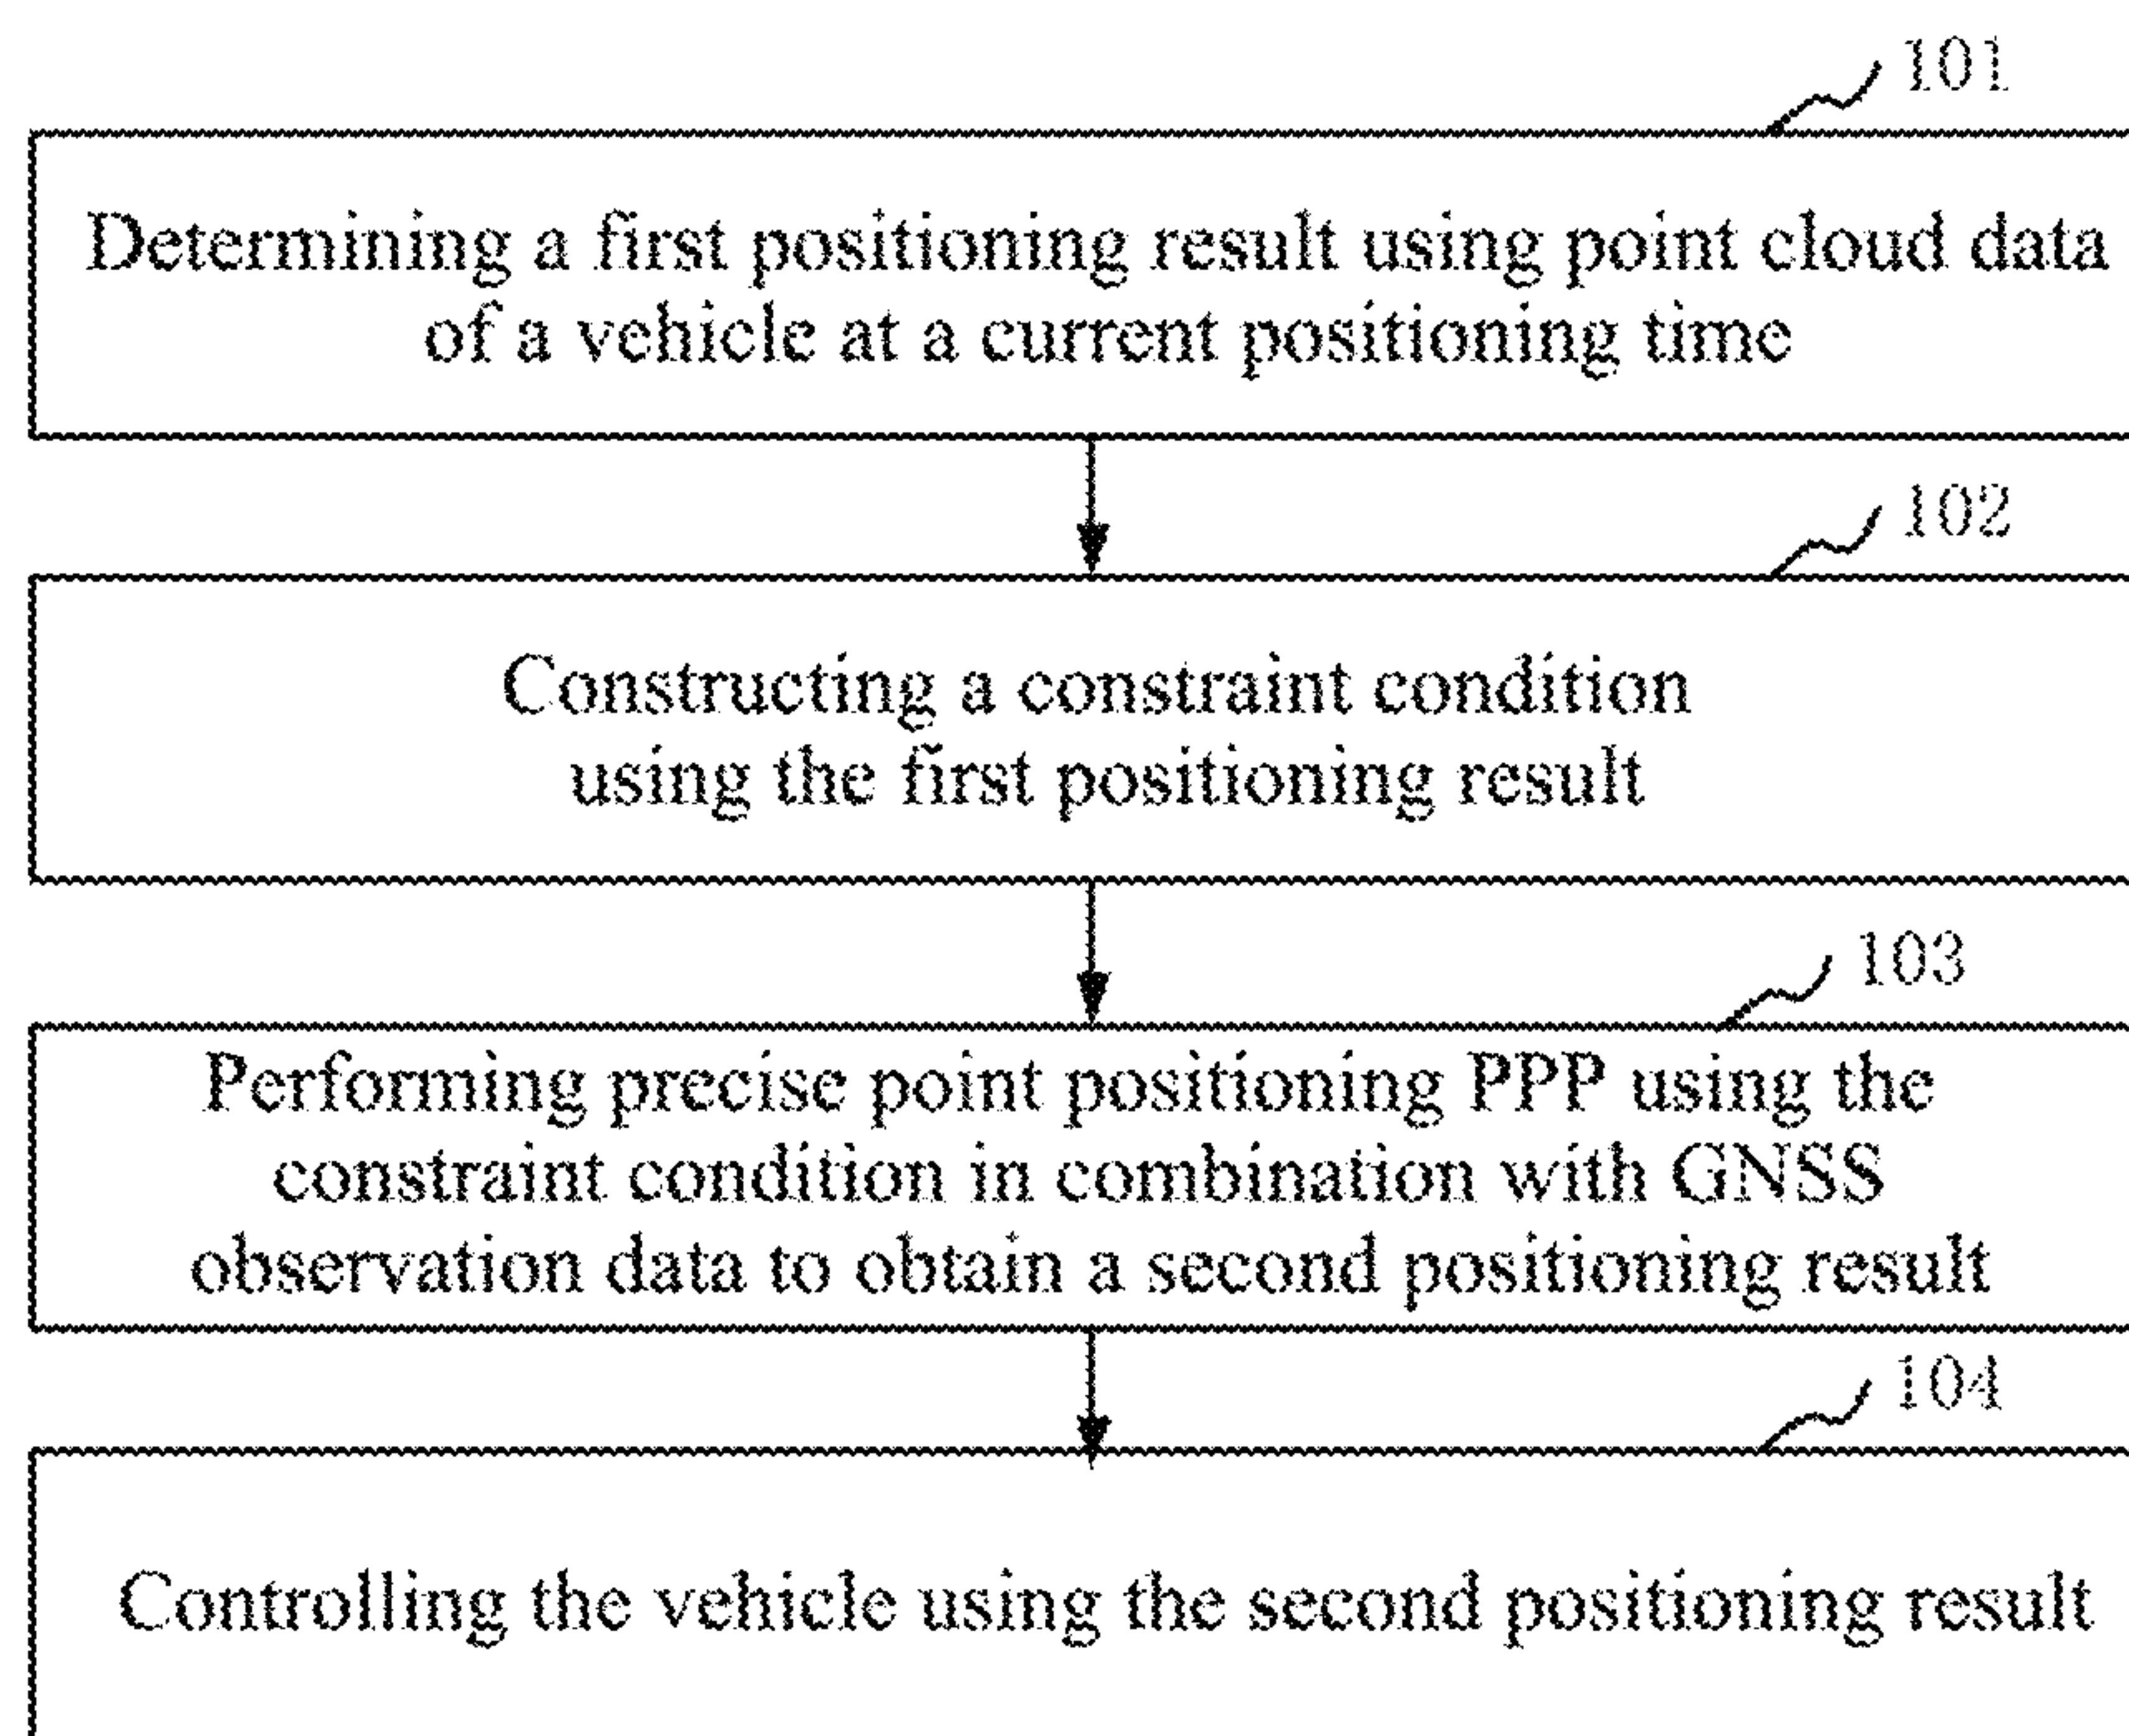 101
Determining a first positioning result using point cloud data
of a vehicle at a current positioning time
102
Constructing a constraint condition
using the first positioning result
103
Performing precise point positioning PPP using the
constraint condition in combination with GNSS
observation data to obtain a second positioning result
104
Controlling the vehicle using the second positioning result